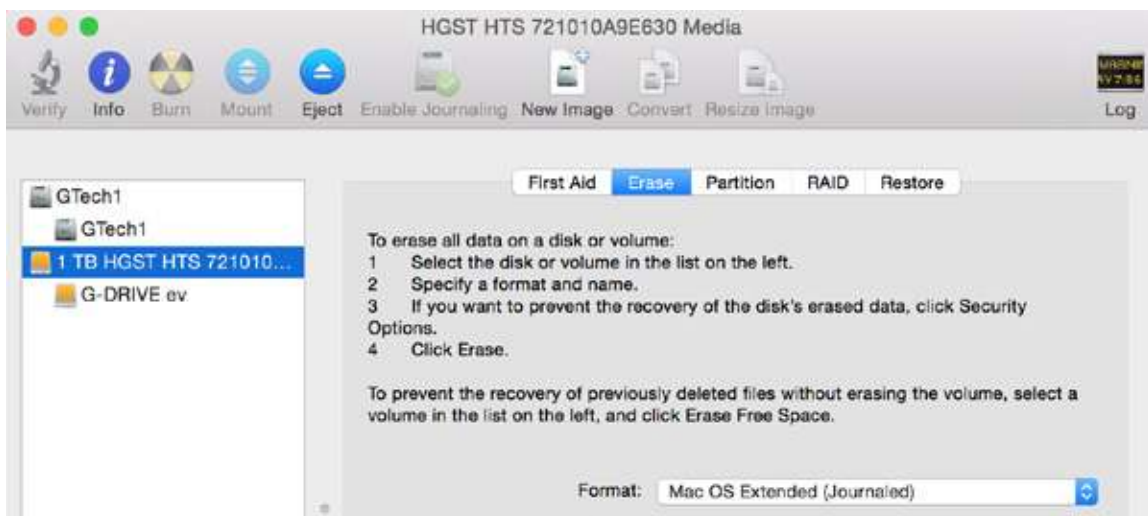 HGST HTS 721010A9E630 Media
Verify Info Burn Mount Eject Enable Journaling New Image Convert Resize Image Log
First Aid Erase Partition RAID Restore
GTech1
GTech1
1 TB HGST HTS 721010...
G-DRIVE ev
To erase all data on a disk or volume:
1 Select the disk or volume in the list on the left.
2 Specify a format and name.
3 If you want to prevent the recovery of the disk's erased data, click Security
Options.
4 Click Erase.
To prevent the recovery of previously deleted files without erasing the volume, select a
volume in the list on the left, and click Erase Free Space.
Format: Mac OS Extended (Journaled)